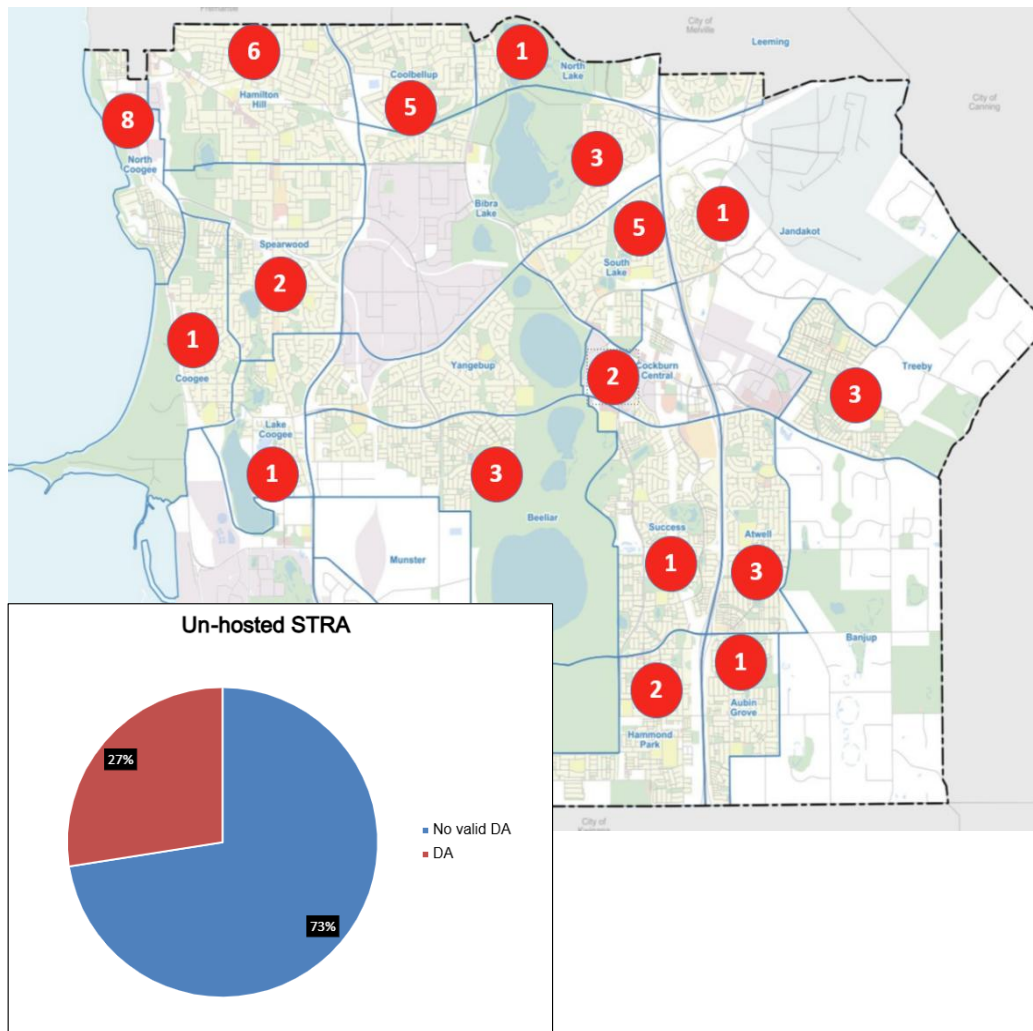 Fremantle
City of
Melville
Leeming
6
1
North
Lake
Coolbellup
Hamilton
Hill
5
8
City of
Canning
North
Coogee
3
Bibra
Lake
5
1
Jandakot
Spearwood
South
Lake
2
1
Coogee
Yangebup
Cockburn
Central
2
Treeby
3
Lake
Coogee
1
3
Beeliar
Success
Atwell
Munster
1
3
Banjup
1
Aubin
Grove
2
Hammond
Park
City of
Un-hosted STRA
27%
No valid DA
DA
73%